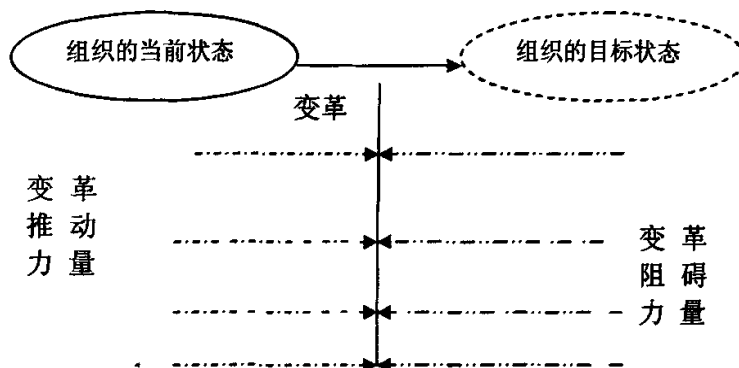 组织的当前状态
组织的目标状态
变革
变革
推动
力量
变革
阻碍
力量